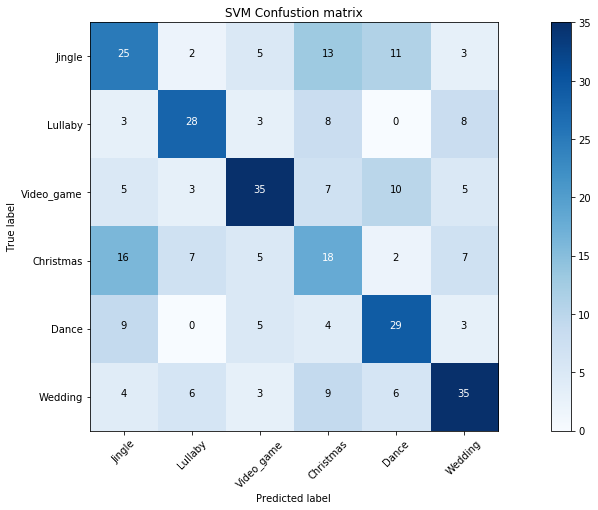 SVM Confustion matrix
True label
Jingle 25 2 5 13 11 3
Lullaby 3 28 3 8 0 8
Video_game 5 3 35 7 10 5
Christmas 16 7 5 18 2 7
Dance 9 0 5 4 29 3
Wedding 4 6 3 9 6 35
Jingle Lullaby Video_game Christmas Dance Wedding
Predicted label
35
30
25
20
15
10
5
0